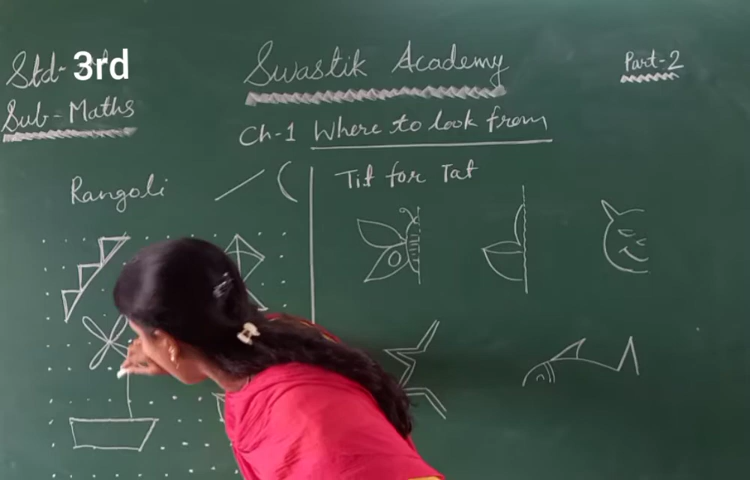 Std- 3rd
Swastik Academy
Part-2
Sub- Maths
Ch-1 Where to look from
Rangoli
Tit for Tat